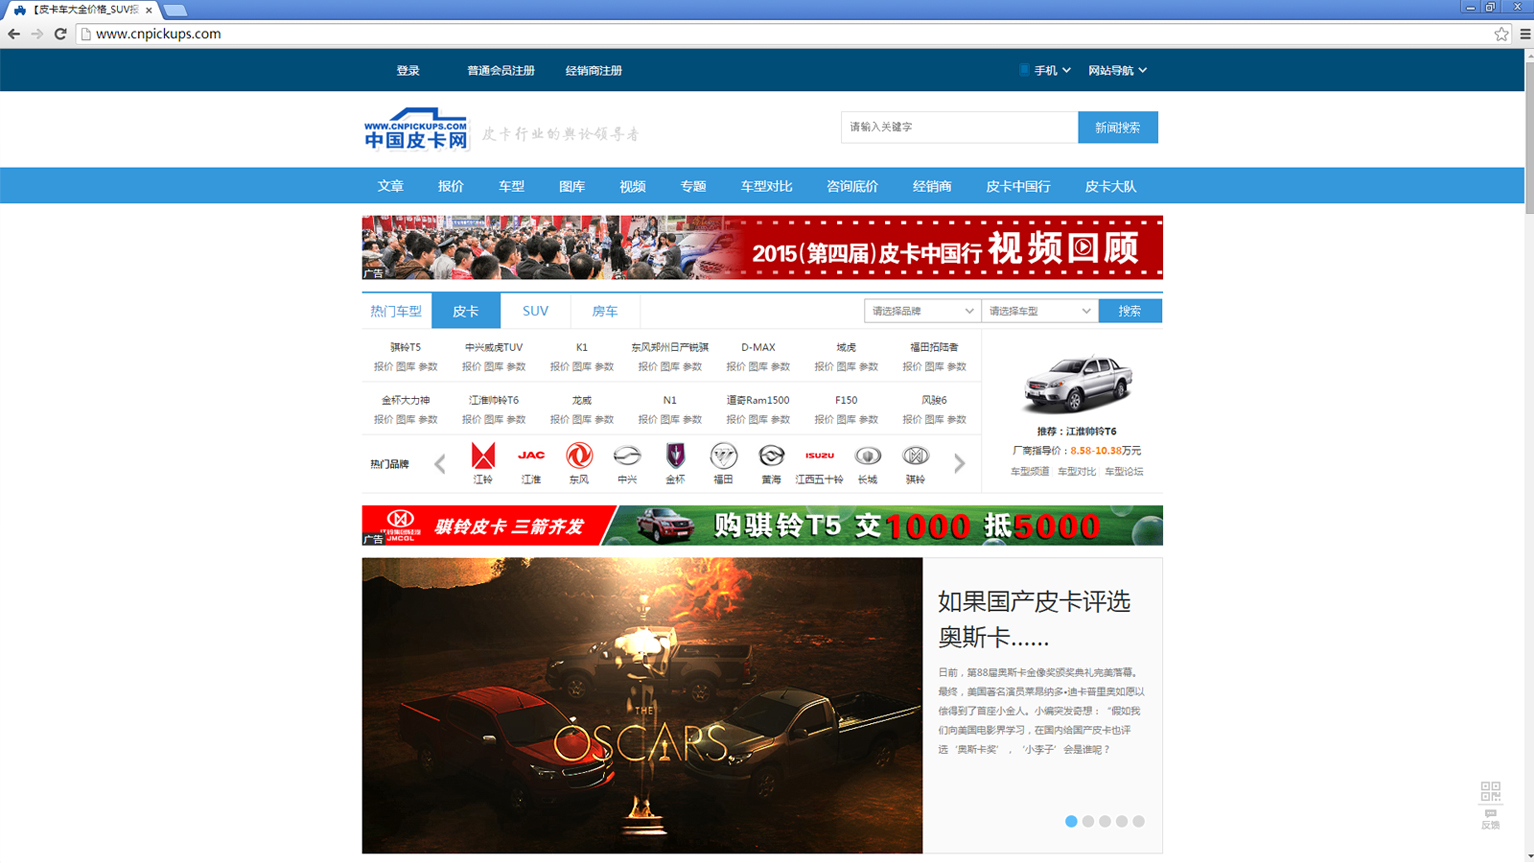 【皮卡车大全价格_SUV报
www.cnpickups.com
登录 普通会员注册 经销商注册 手机 网站导航
WWW.CNPICKUPS.COM
中国皮卡网 皮卡行业的舆论领导者
请输入关键字 新闻搜索
文章 报价 车型 图库 视频 专题 车型对比 咨询底价 经销商 皮卡中国行 皮卡大队
2015(第四届)皮卡中国行 视频回顾
广告
热门车型 皮卡 SUV 房车 请选择品牌 请选择车型 搜索
骐铃T5 中兴威虎TUV K1 东风郑州日产锐骐 D-MAX 域虎 福田拓陆者
报价 图库 参数 报价 图库 参数 报价 图库 参数 报价 图库 参数 报价 图库 参数 报价 图库 参数 报价 图库 参数
金杯大力神 江淮帅铃T6 龙威 N1 道奇Ram1500 F150 风骏6
报价 图库 参数 报价 图库 参数 报价 图库 参数 报价 图库 参数 报价 图库 参数 报价 图库 参数 报价 图库 参数
推荐：江淮帅铃T6
厂商指导价：8.58-10.38万元
车型频道 车型对比 车型论坛
热门品牌
JAC ISUZU
江铃 江淮 东风 中兴 金杯 福田 黄海 江西五十铃 长城 骐铃
JMCGL 骐铃皮卡 三箭齐发 购骐铃T5 交1000 抵5000
广告
THE
OSCARS
如果国产皮卡评选
奥斯卡……
日前，第88届奥斯卡金像奖颁奖典礼完美落幕。
最终，美国著名演员莱昂纳多•迪卡普里奥如愿以
偿得到了首座小金人。小编突发奇想：“假如我
们向美国电影界学习，在国内给国产皮卡也评
选‘奥斯卡奖’，‘小李子’会是谁呢？
反馈